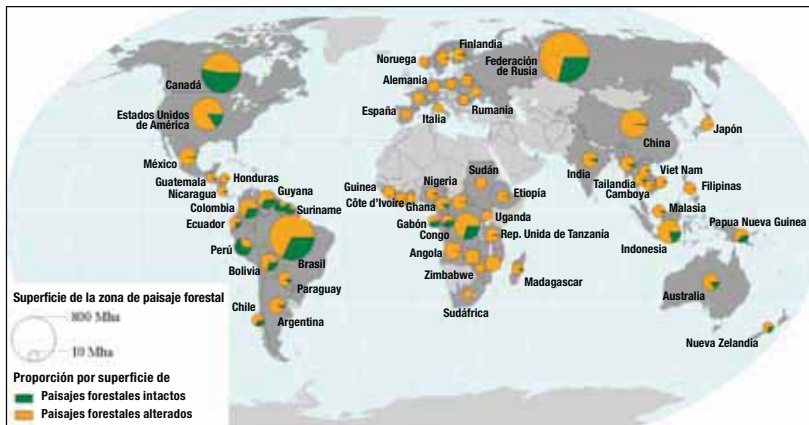 Canadá
Estados Unidos
de América
México
Guatemala
Honduras
Nicaragua
Guyana
Colombia
Suriname
Ecuador
Perú
Brasil
Bolivia
Paraguay
Chile
Argentina
Noruega
Finlandia
Alemania
España
Italia
Rumania
Federación
de Rusia
China
Japón
India
Viet Nam
Tailandia
Camboya
Filipinas
Malasia
Papua Nueva Guinea
Indonesia
Australia
Nueva Zelandia
Guinea
Nigeria
Sudán
Côte d'Ivoire
Ghana
Etiopía
Gabón
Uganda
Congo
Rep. Unida de Tanzanía
Angola
Zimbabwe
Madagascar
Sudáfrica
Superficie de la zona de paisaje forestal
800 Mha
10 Mha
Proporción por superficie de
Paisajes forestales intactos
Paisajes forestales alterados